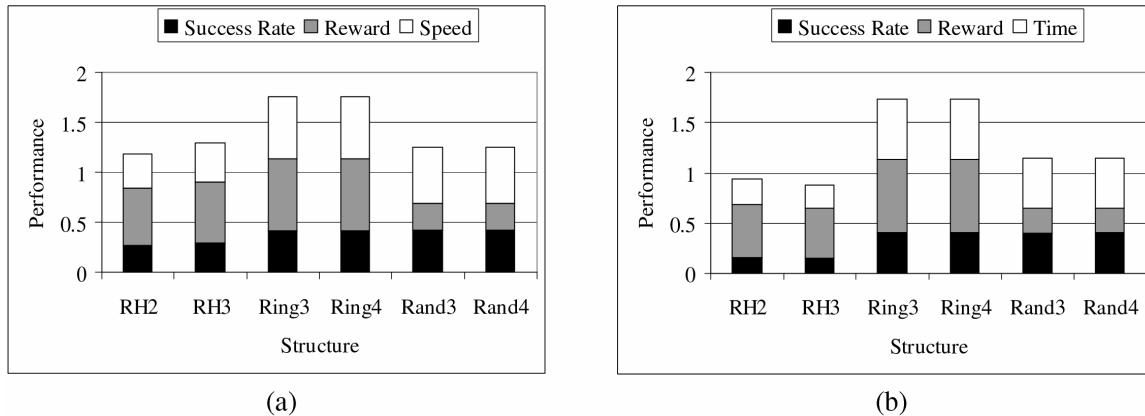 Success Rate Reward Speed
2
1.5
1
0.5
0
Performance
RH2 RH3 Ring3 Ring4 Rand3 Rand4
Structure
(a)
Success Rate Reward Time
2
1.5
1
0.5
0
Performance
RH2 RH3 Ring3 Ring4 Rand3 Rand4
Structure
(b)